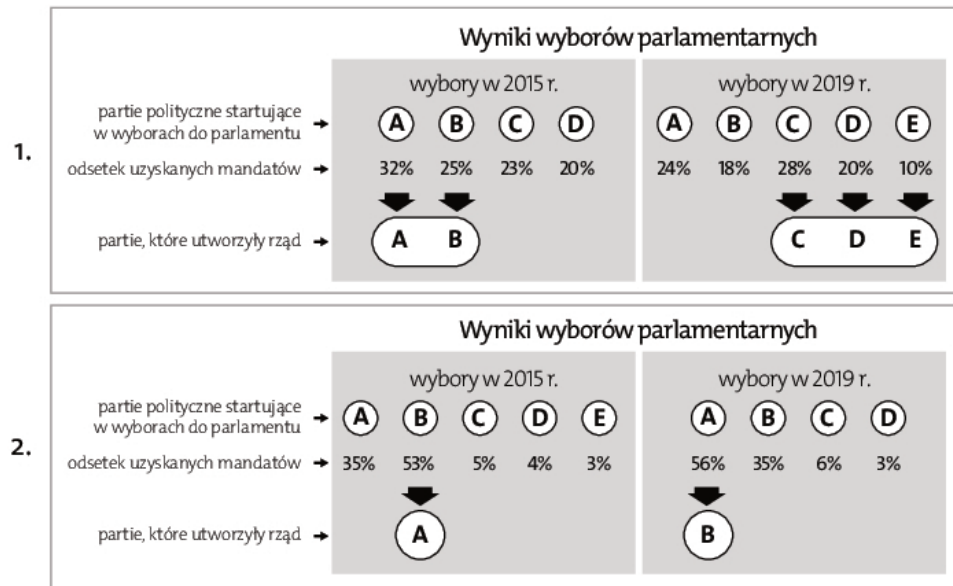 1.
Wyniki wyborów parlamentarnych
wybory w 2015 r.
wybory w 2019 r.
partie polityczne startujące
w wyborach do parlamentu
A B C D
A B C D E
odsetek uzyskanych mandatów
32% 25% 23% 20%
24% 18% 28% 20% 10%
partie, które utworzyły rząd
A B
C D E
2.
Wyniki wyborów parlamentarnych
wybory w 2015 r.
wybory w 2019 r.
partie polityczne startujące
w wyborach do parlamentu
A B C D E
A B C D
odsetek uzyskanych mandatów
35% 53% 5% 4% 3%
56% 35% 6% 3%
partie, które utworzyły rząd
A
B